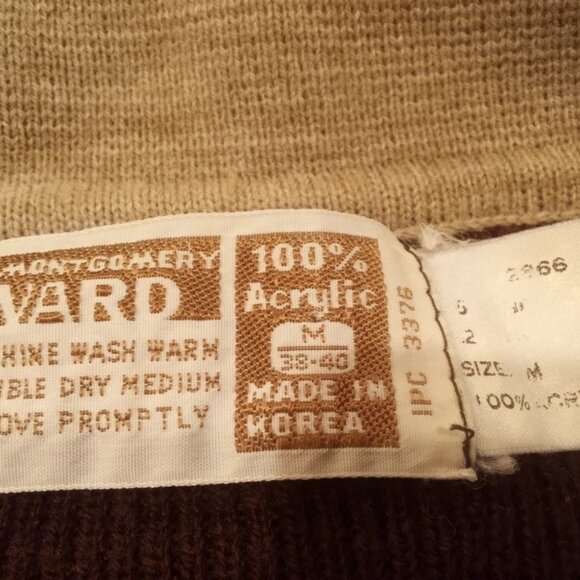 MONTGOMERY
WARD
HINE WASH WARM
BLE DRY MEDIUM
OVE PROMPTLY
100%
Acrylic
M
38-40
MADE IN
KOREA
IPC 3376
2966
SIZE. M
100%